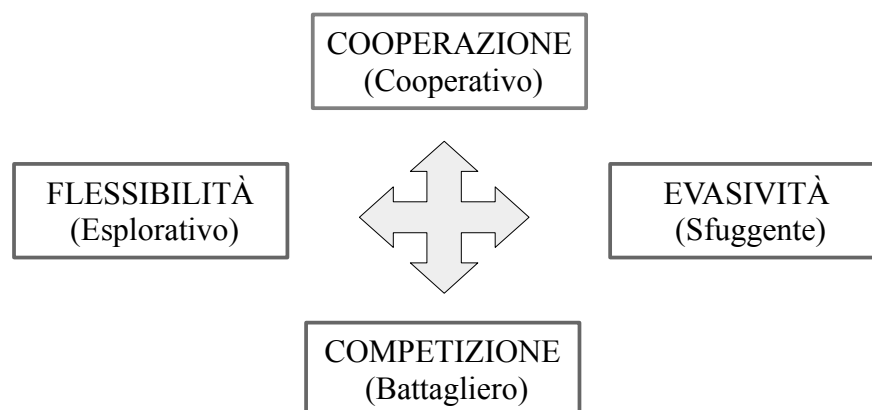 COOPERAZIONE
(Cooperativo)
FLESSIBILITÀ
(Esplorativo)
EVASIVITÀ
(Sfuggente)
COMPETIZIONE
(Battagliero)